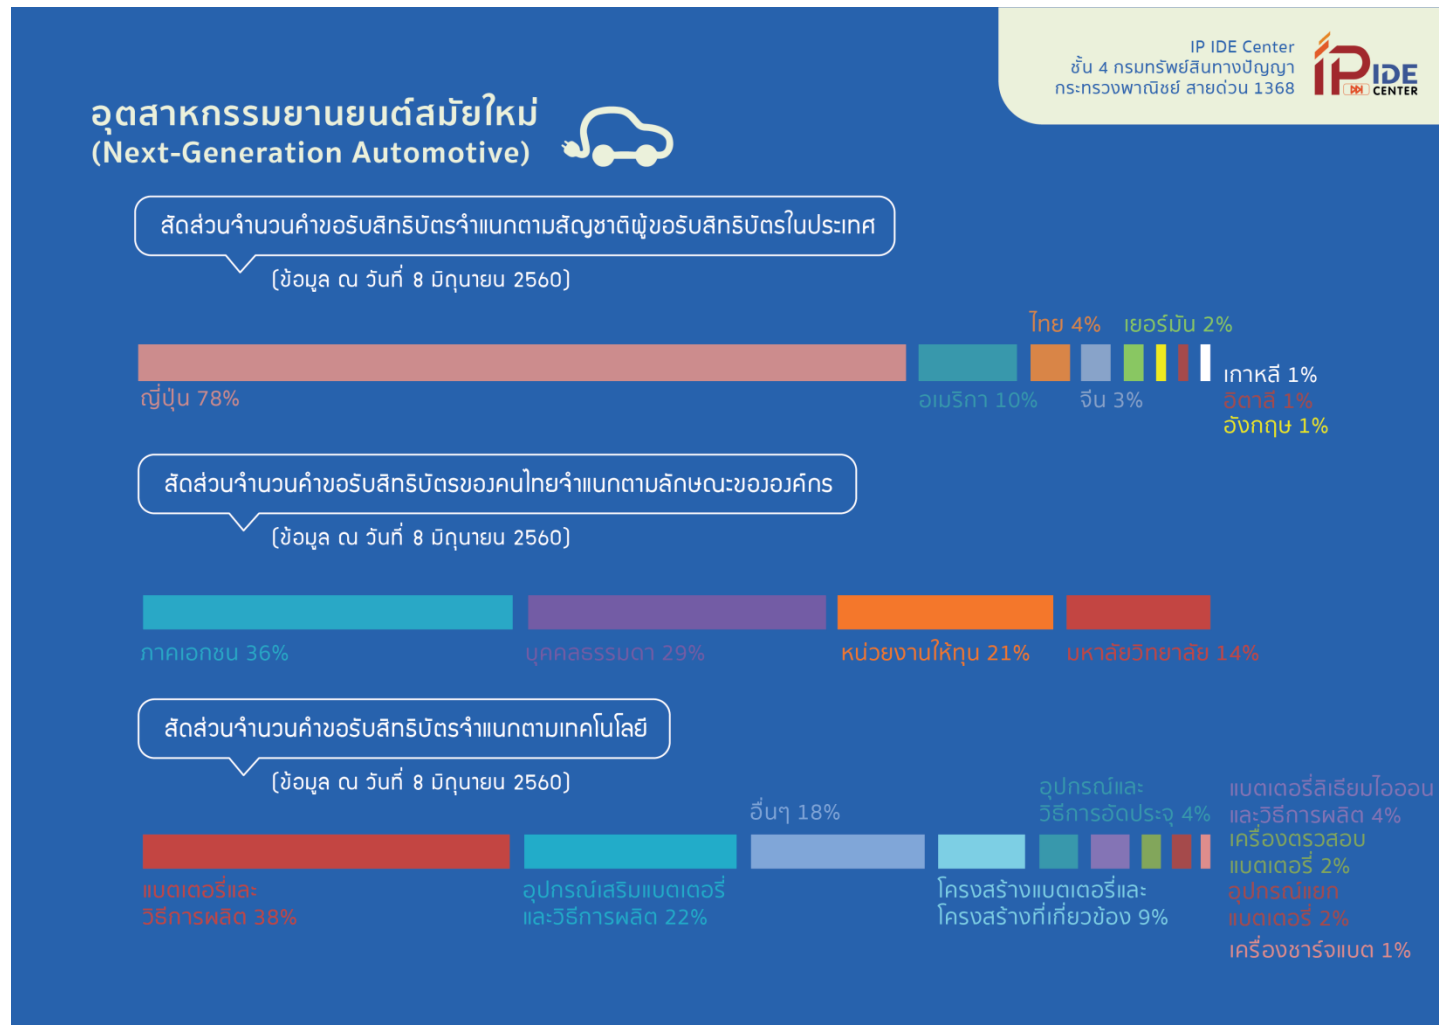 IP IDE Center
ชั้น 4 กรมทรัพย์สินทางปัญญา
กระทรวงพาณิชย์ สายด่วน 1368
IP IDE
CENTER
อุตสาหกรรมยานยนต์สมัยใหม่
(Next-Generation Automotive)
สัดส่วนจำนวนคำขอรับสิทธิบัตรจำแนกตามสัญชาติผู้ขอรับสิทธิบัตรในประเทศ
(ข้อมูล ณ วันที่ 8 มิถุนายน 2560)
ไทย 4%
เยอร์มัน 2%
ญี่ปุ่น 78%
อเมริกา 10%
จีน 3%
เกาหลี 1%
อิตาลี 1%
อังกฤษ 1%
สัดส่วนจำนวนคำขอรับสิทธิบัตรของคนไทยจำแนกตามลักษณะขององค์กร
(ข้อมูล ณ วันที่ 8 มิถุนายน 2560)
ภาคเอกชน 36%
บุคคลธรรมดา 29%
หน่วยงานให้ทุน 21%
มหาลัยวิทยาลัย 14%
สัดส่วนจำนวนคำขอรับสิทธิบัตรจำแนกตามเทคโนโลยี
(ข้อมูล ณ วันที่ 8 มิถุนายน 2560)
แบตเตอรี่และ
วิธีการผลิต 38%
อุปกรณ์เสริมแบตเตอรี่
และวิธีการผลิต 22%
อื่นๆ 18%
โครงสร้างแบตเตอรี่และ
โครงสร้างที่เกี่ยวข้อง 9%
อุปกรณ์และ
วิธีการอัดประจุ 4%
แบตเตอรี่ลิเธียมไอออน
และวิธีการผลิต 4%
เครื่องตรวสอบ
แบตเตอรี่ 2%
อุปกรณ์แยก
แบตเตอรี่ 2%
เครื่องชาร์จแบต 1%